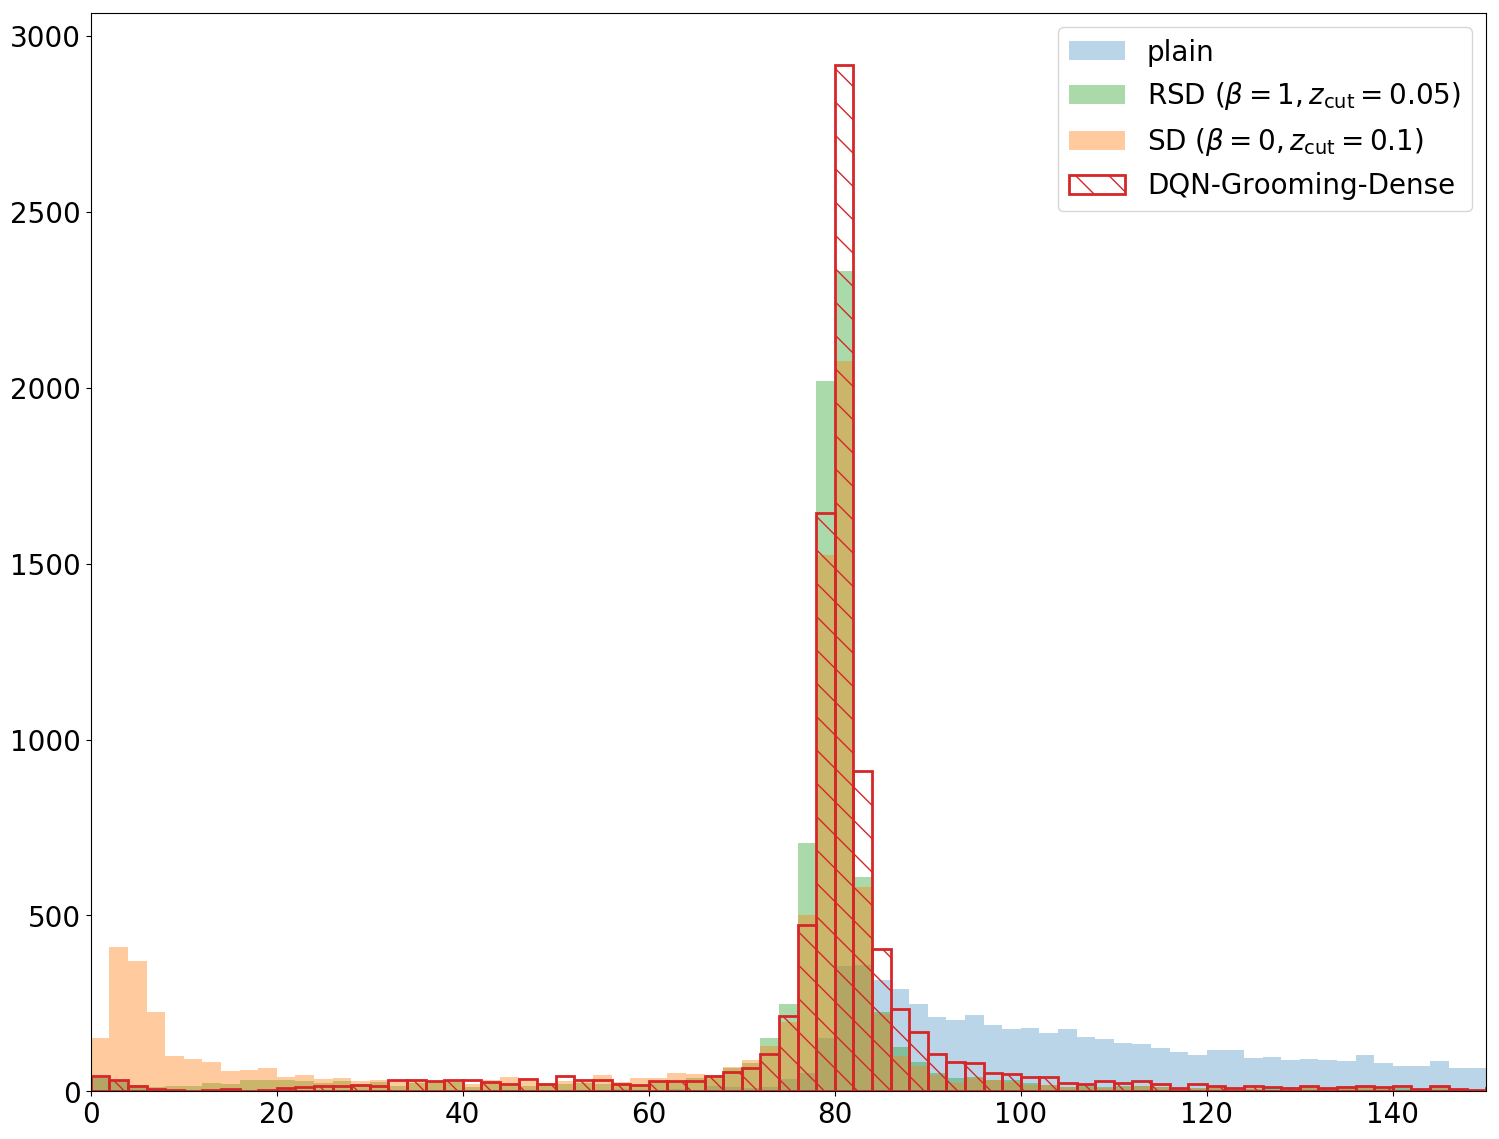 3000
2500
2000
1500
1000
500
0
plain
RSD (β = 1, z_cut = 0.05)
SD (β = 0, z_cut = 0.1)
DQN-Grooming-Dense
0 20 40 60 80 100 120 140